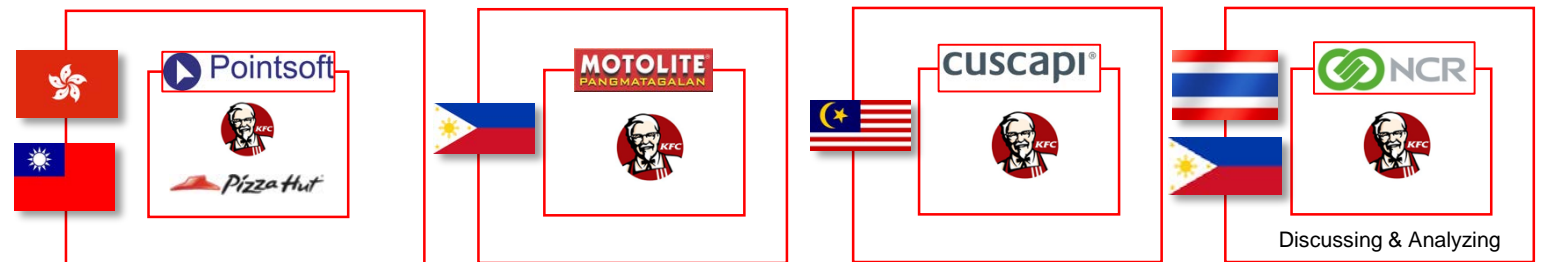 Pointsoft
KFC
Pizza Hut
MOTOLITE
PANGMATAGALAN
KFC
cuscapi®
KFC
NCR
KFC
Discussing & Analyzing